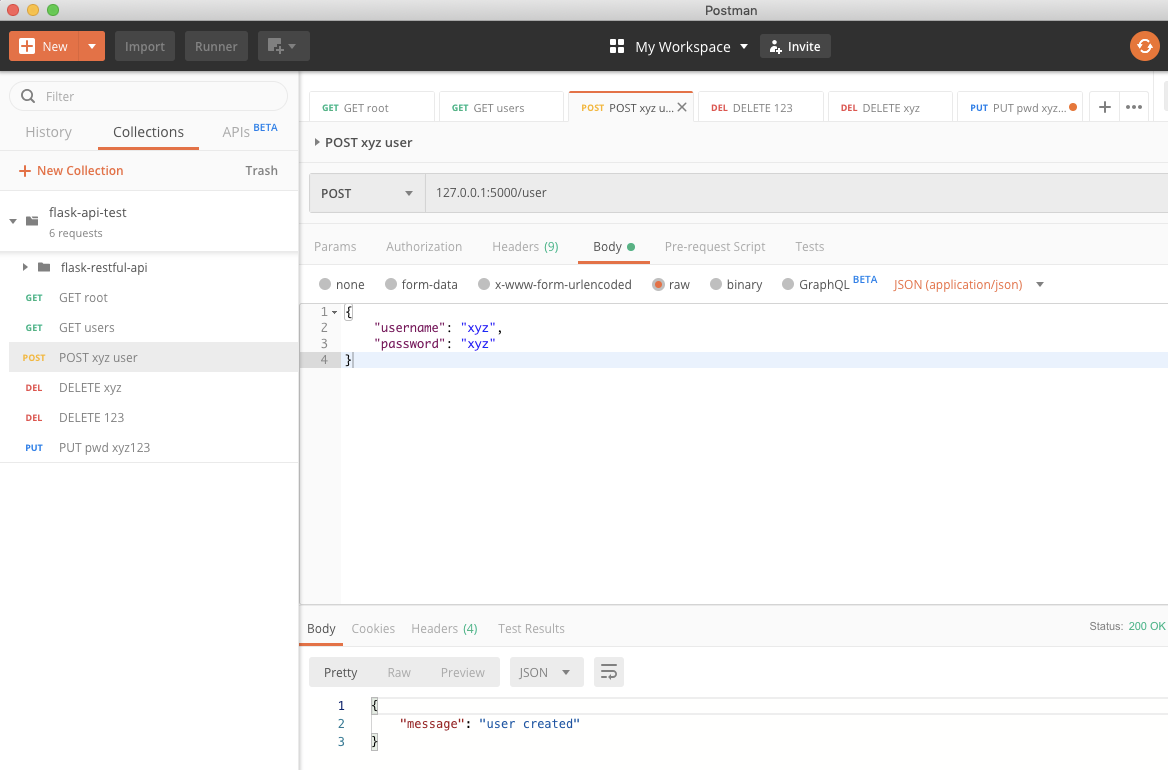 Postman
New
Import
Runner
My Workspace
Invite
Filter
History
Collections
APIs BETA
New Collection
Trash
flask-api-test
6 requests
flask-restful-api
GET GET root
GET GET users
POST POST xyz user
DEL DELETE xyz
DEL DELETE 123
PUT PUT pwd xyz123
GET GET root
GET GET users
POST POST xyz u...
DEL DELETE 123
DEL DELETE xyz
PUT PUT pwd xyz...
POST xyz user
POST 127.0.0.1:5000/user
Params Authorization Headers (9) Body Pre-request Script Tests
none form-data x-www-form-urlencoded raw binary GraphQL BETA JSON (application/json)
1 {
2 "username": "xyz",
3 "password": "xyz"
4 }
Body Cookies Headers (4) Test Results Status: 200 OK
Pretty Raw Preview JSON
1 {
2 "message": "user created"
3 }